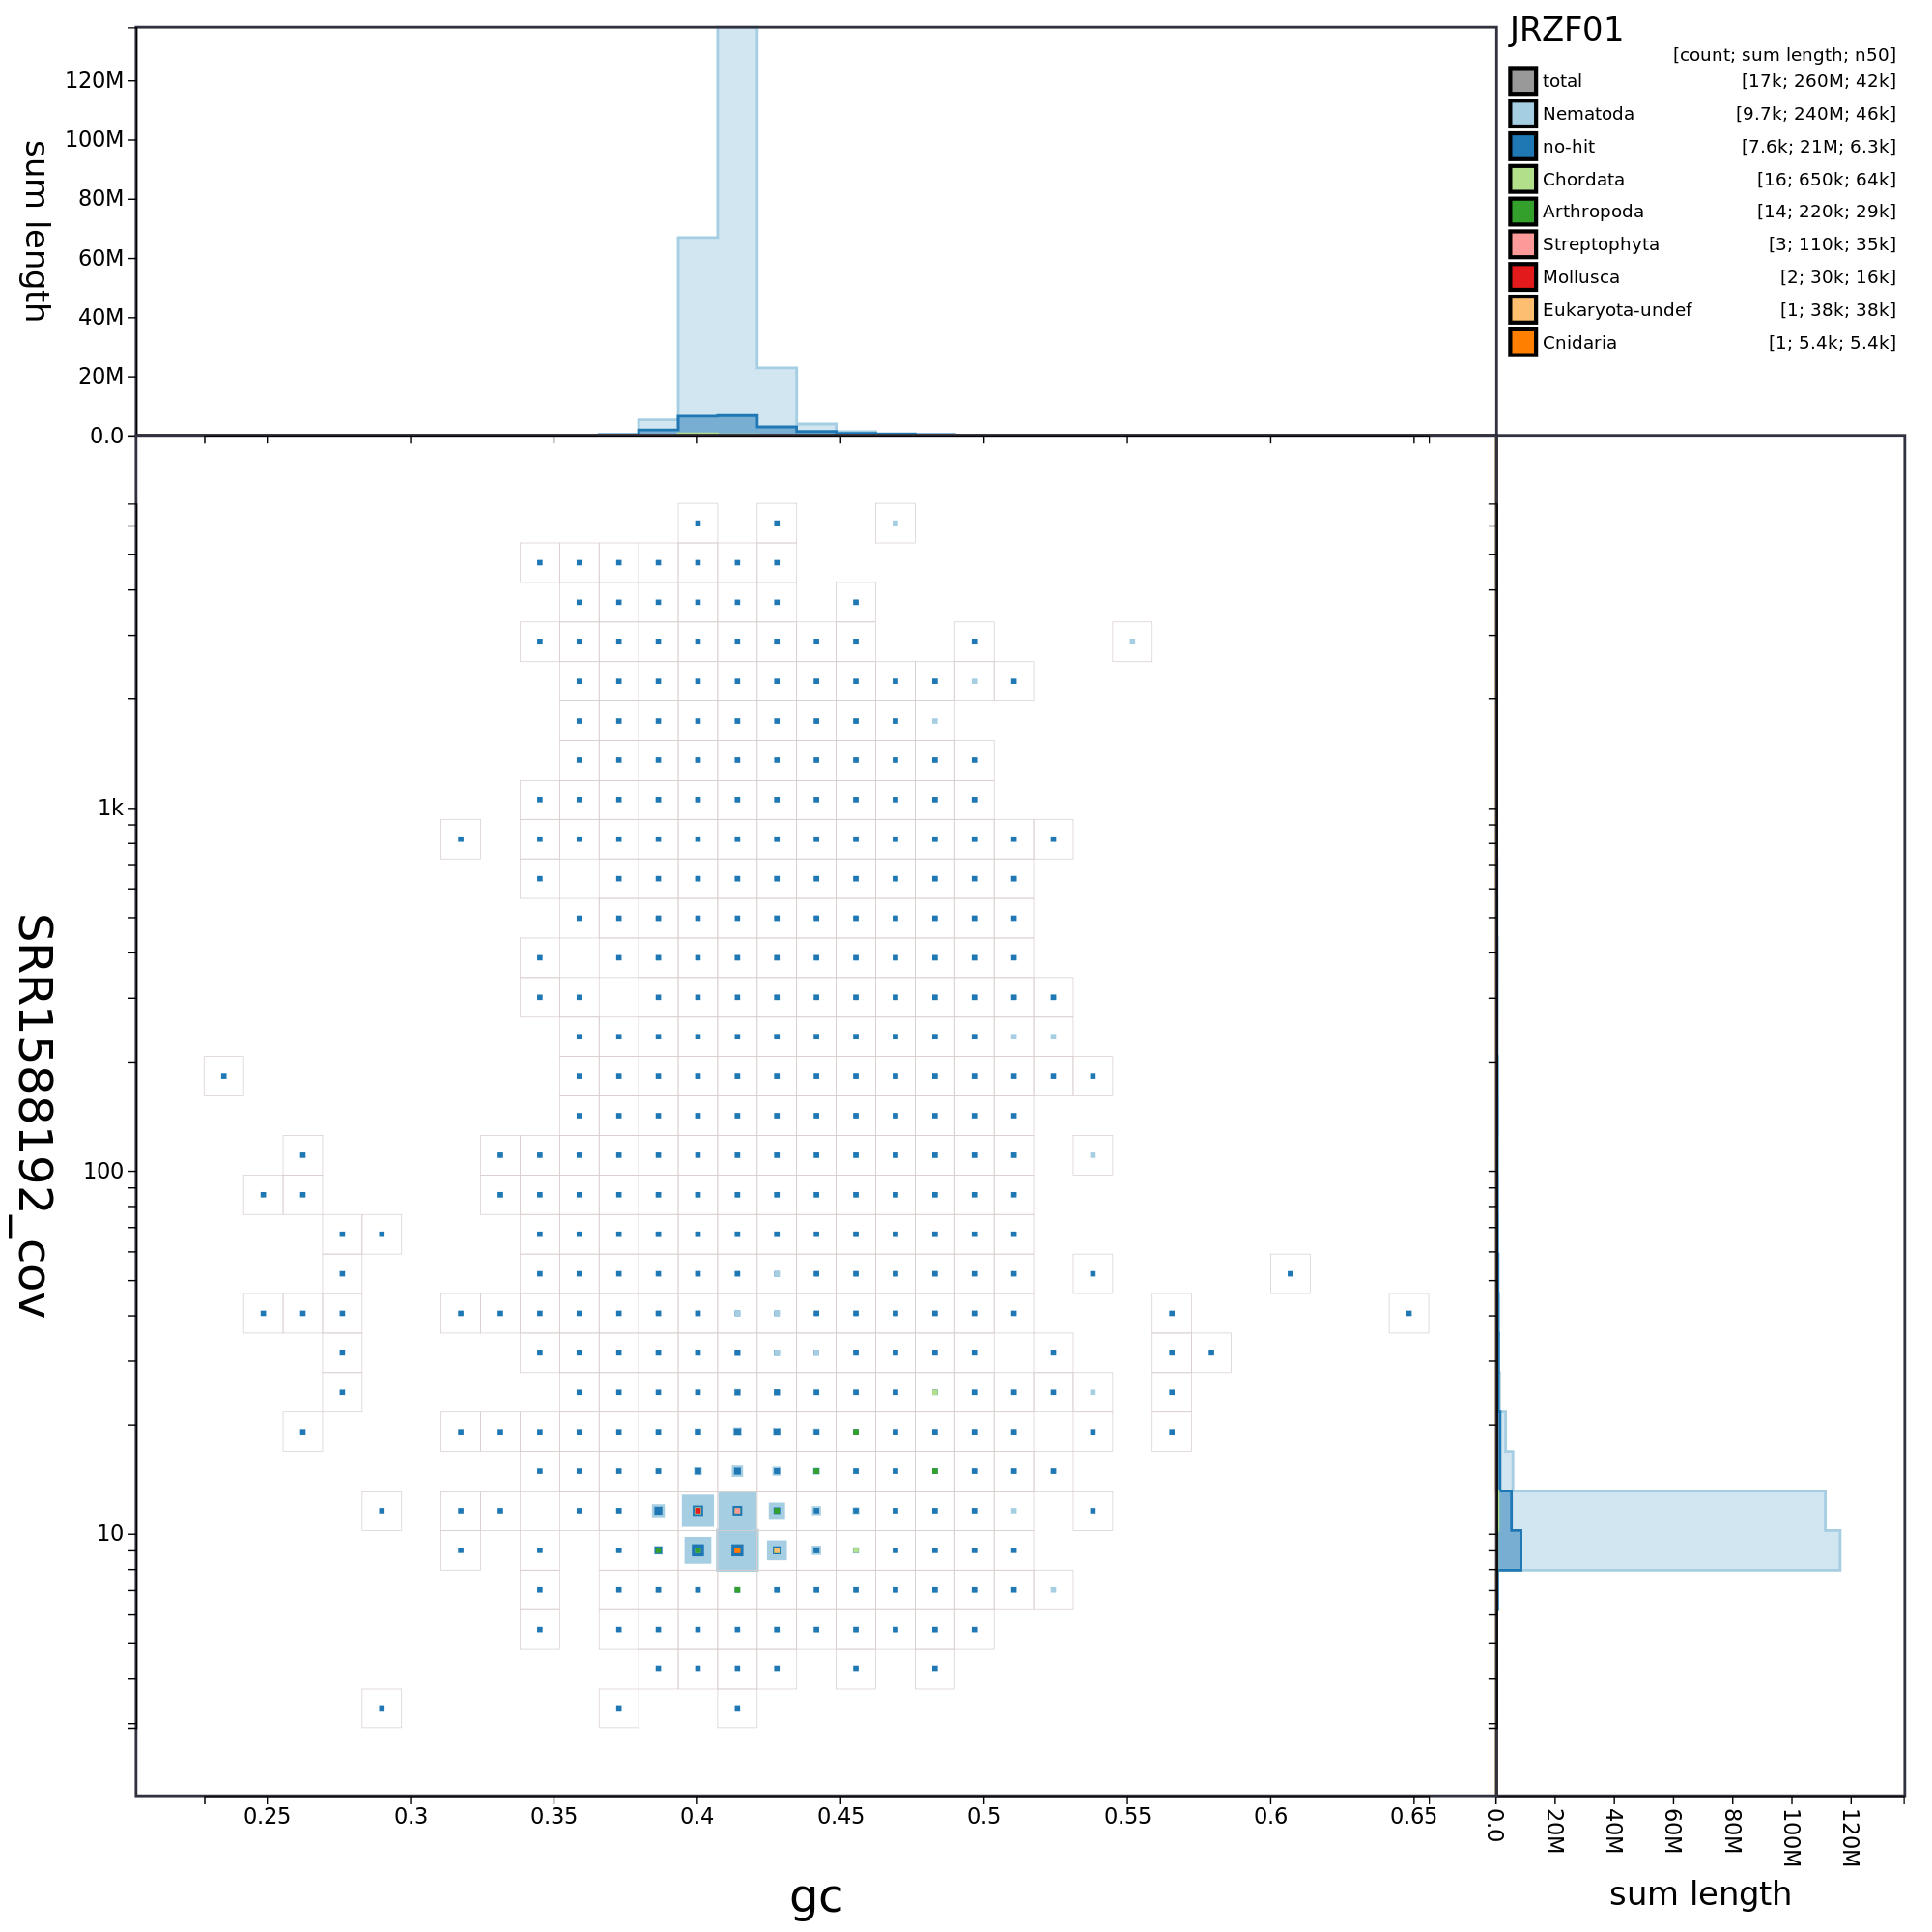 JRZF01
[count; sum length; n50]
total [17k; 260M; 42k]
Nematoda [9.7k; 240M; 46k]
no-hit [7.6k; 21M; 6.3k]
Chordata [16; 650k; 64k]
Arthropoda [14; 220k; 29k]
Streptophyta [3; 110k; 35k]
Mollusca [2; 30k; 16k]
Eukaryota-undef [1; 38k; 38k]
Cnidaria [1; 5.4k; 5.4k]
sum length
120M
100M
80M
60M
40M
20M
0.0
SRR1588192_cov
1k
100
10
0.25 0.3 0.35 0.4 0.45 0.5 0.55 0.6 0.65
gc
0.0 20M 40M 60M 80M 100M 120M
sum length